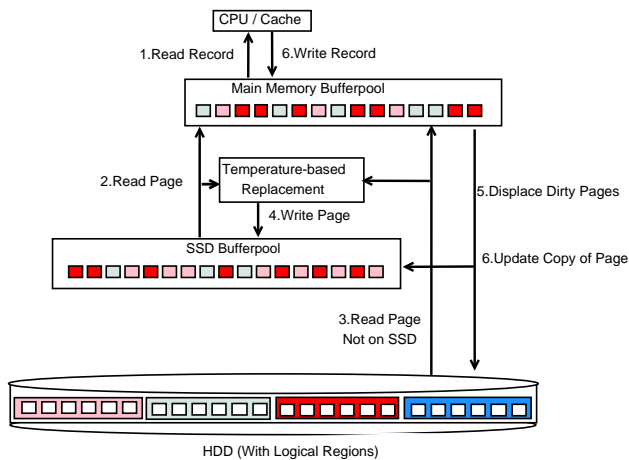 CPU / Cache
1.Read Record
6.Write Record
Main Memory Bufferpool
2.Read Page
Temperature-based
Replacement
4.Write Page
5.Displace Dirty Pages
SSD Bufferpool
6.Update Copy of Page
3.Read Page
Not on SSD
HDD (With Logical Regions)